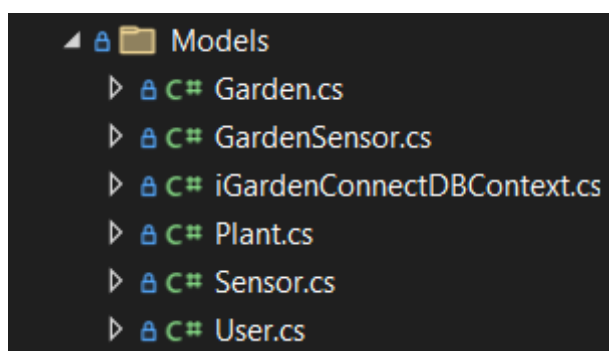 Models
C# Garden.cs
C# GardenSensor.cs
C# iGardenConnectDBContext.cs
C# Plant.cs
C# Sensor.cs
C# User.cs